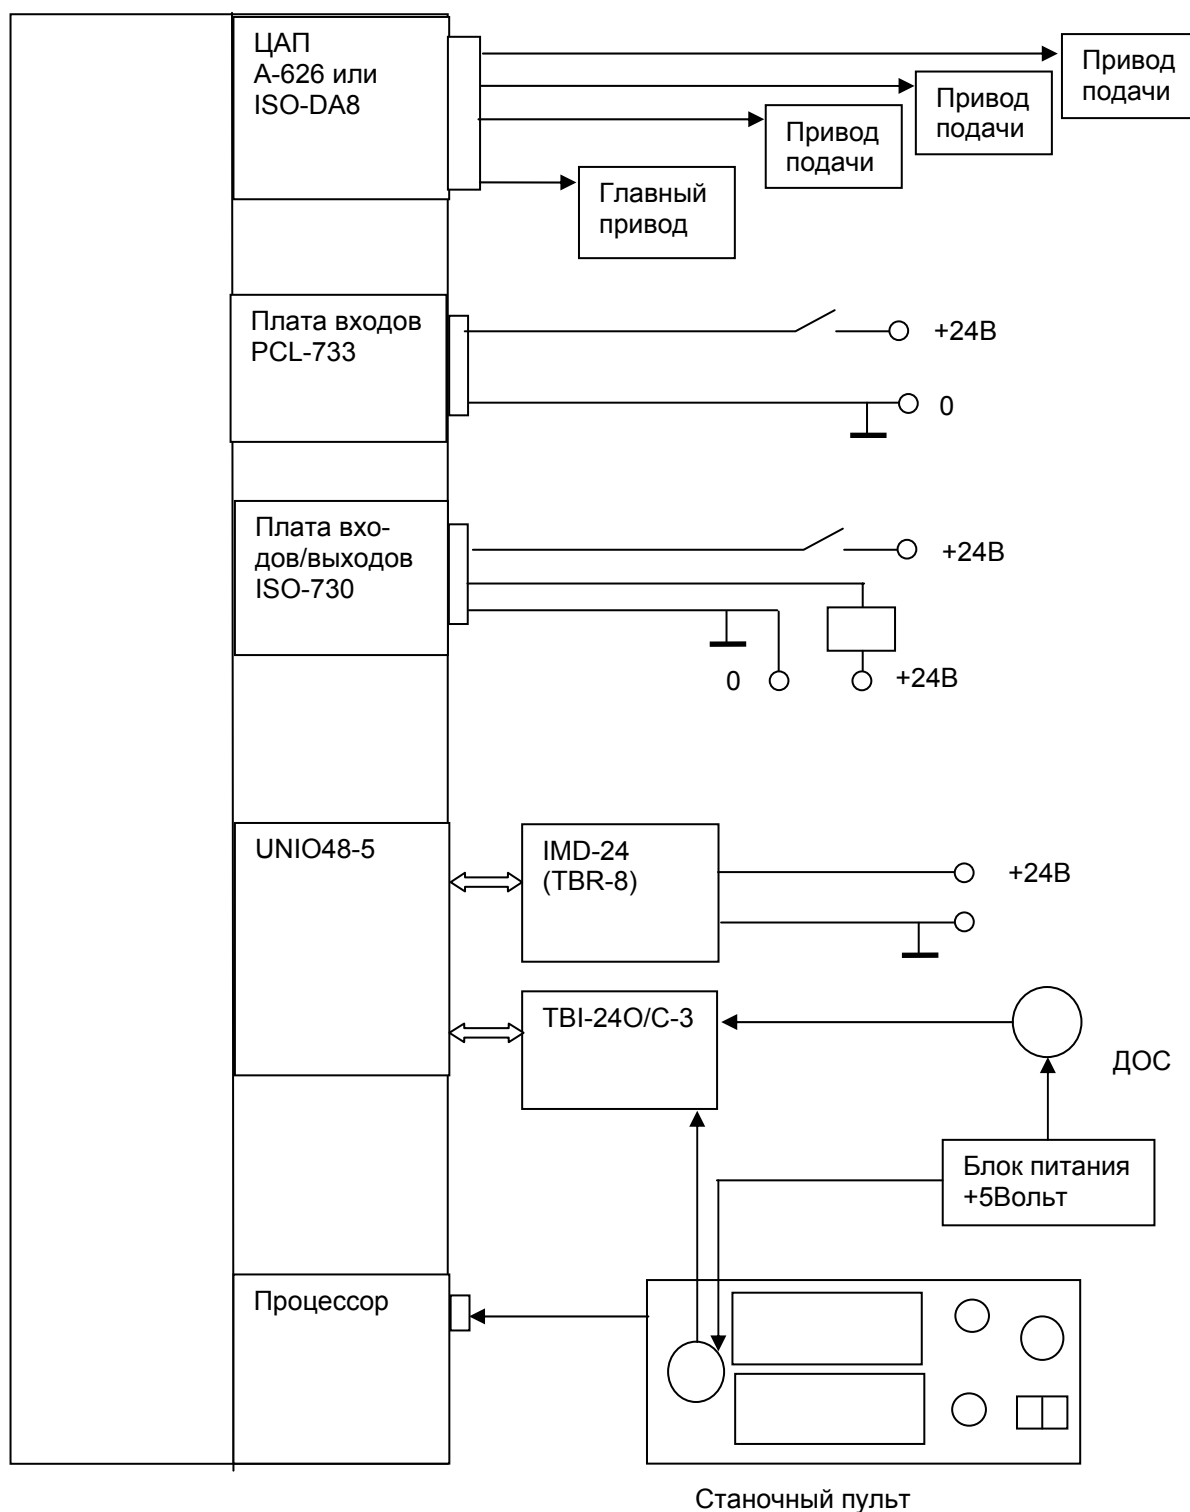 ЦАП
А-626 или
ISO-DA8
Привод
подачи
Привод
подачи
Привод
подачи
Главный
привод
Плата входов
PCL-733
+24В
0
Плата вхо-
дов/выходов
ISO-730
+24В
0
+24В
UNIO48-5
IMD-24
(TBR-8)
+24В
TBI-24O/C-3
ДОС
Блок питания
+5Вольт
Процессор
Станочный пульт